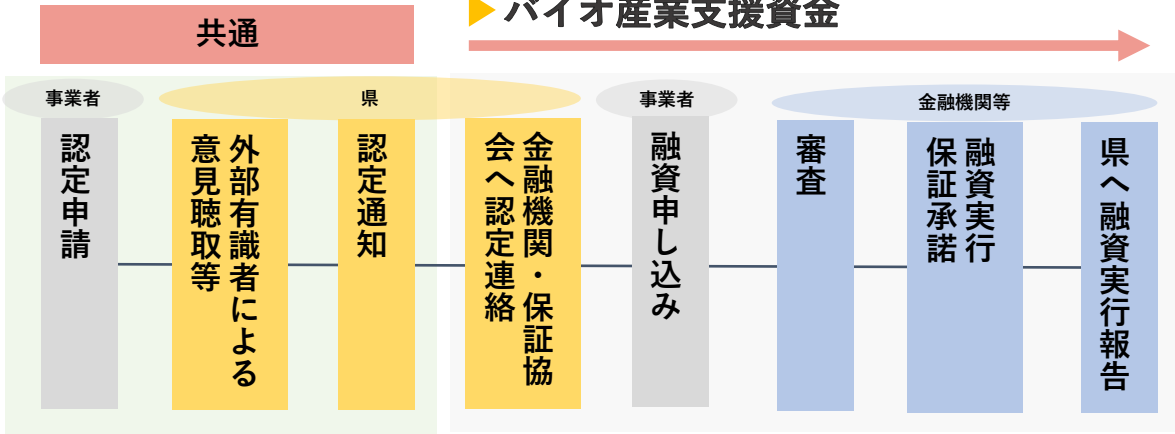 共通
バイオ産業支援資金
事業者
県
事業者
金融機関等
認定申請
外部有識者による
意見聴取等
認定通知
金融機関・保証協
会へ認定連絡
融資申し込み
審査
融資実行
保証承諾
県へ融資実行報告